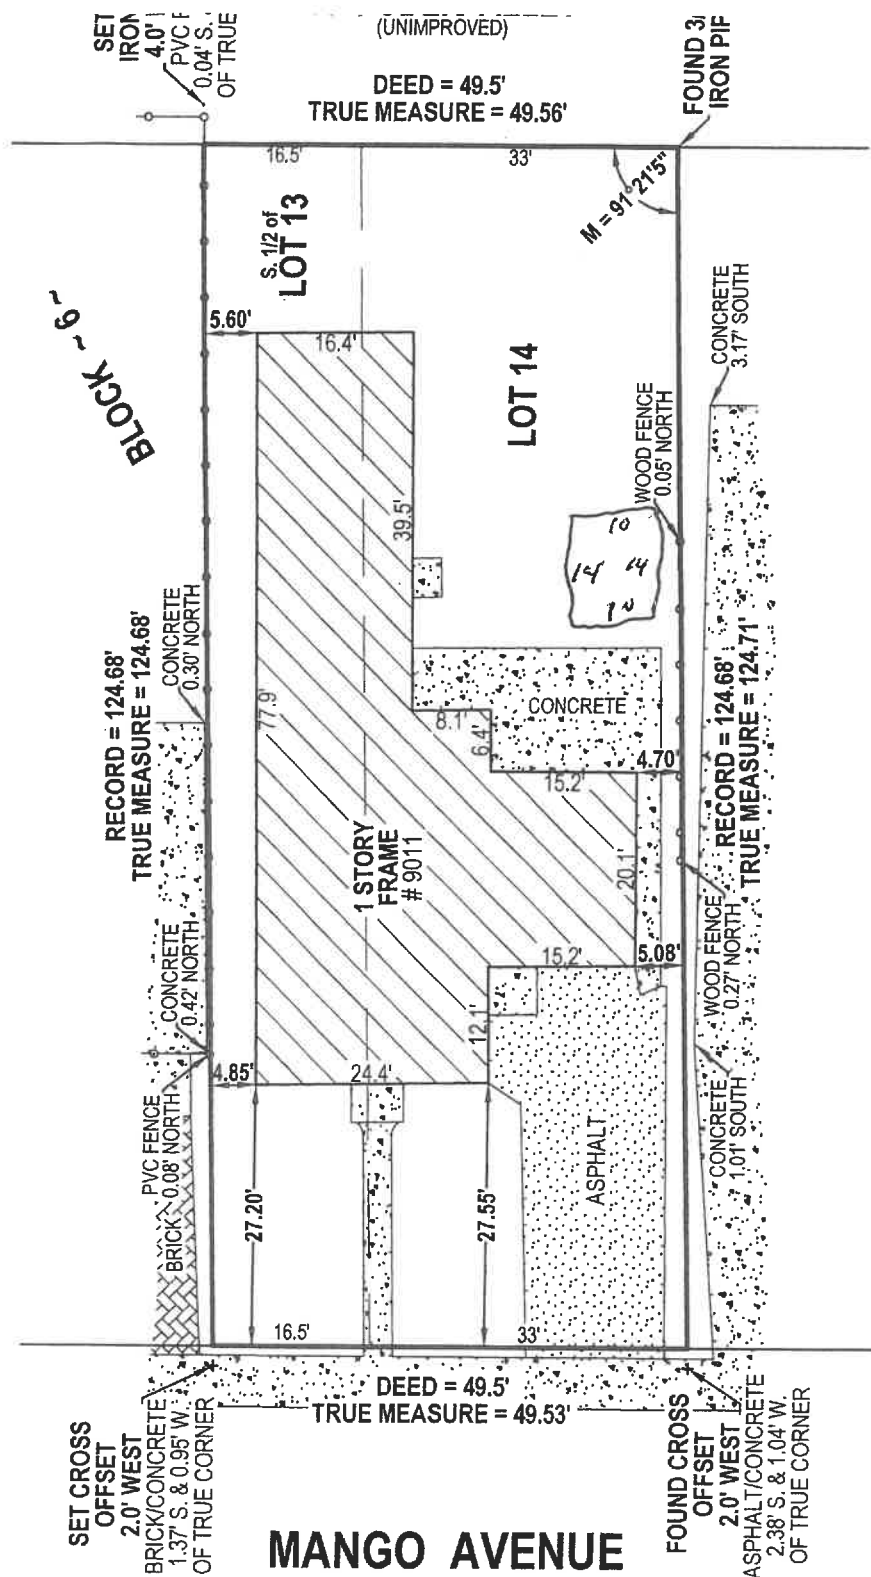 SET
IRON
4.0'
PVC F
0.04' S.
OF TRUE
(UNIMPROVED)
DEED = 49.5'
TRUE MEASURE = 49.56'
FOUND 3/
IRON PIP
16.5'
33'
M = 91°21'5"
S. 1/2 of
LOT 13
BLOCK ~ 6 ~
5.60'
16.4'
LOT 14
CONCRETE
3.17' SOUTH
WOOD FENCE
0.05' NORTH
39.5'
10
14 14
10
CONCRETE
0.30' NORTH
RECORD = 124.68'
TRUE MEASURE = 124.68'
77.9'
CONCRETE
8.1'
6.4'
4.70'
15.2'
RECORD = 124.68'
TRUE MEASURE = 124.71'
1 STORY
FRAME
# 9011
20.1'
CONCRETE
0.42' NORTH
15.2'
5.08'
WOOD FENCE
0.27' NORTH
12.1'
4.85'
24.4'
PVC FENCE
0.08' NORTH
BRICK
ASPHALT
CONCRETE
1.01' SOUTH
27.20'
27.55'
16.5'
33'
DEED = 49.5'
TRUE MEASURE = 49.53'
SET CROSS
OFFSET
2.0' WEST
BRICK/CONCRETE
1.37' S. & 0.95' W.
OF TRUE CORNER
FOUND CROSS
OFFSET
2.0' WEST
ASPHALT/CONCRETE
2.38' S. & 1.04' W.
OF TRUE CORNER
MANGO AVENUE